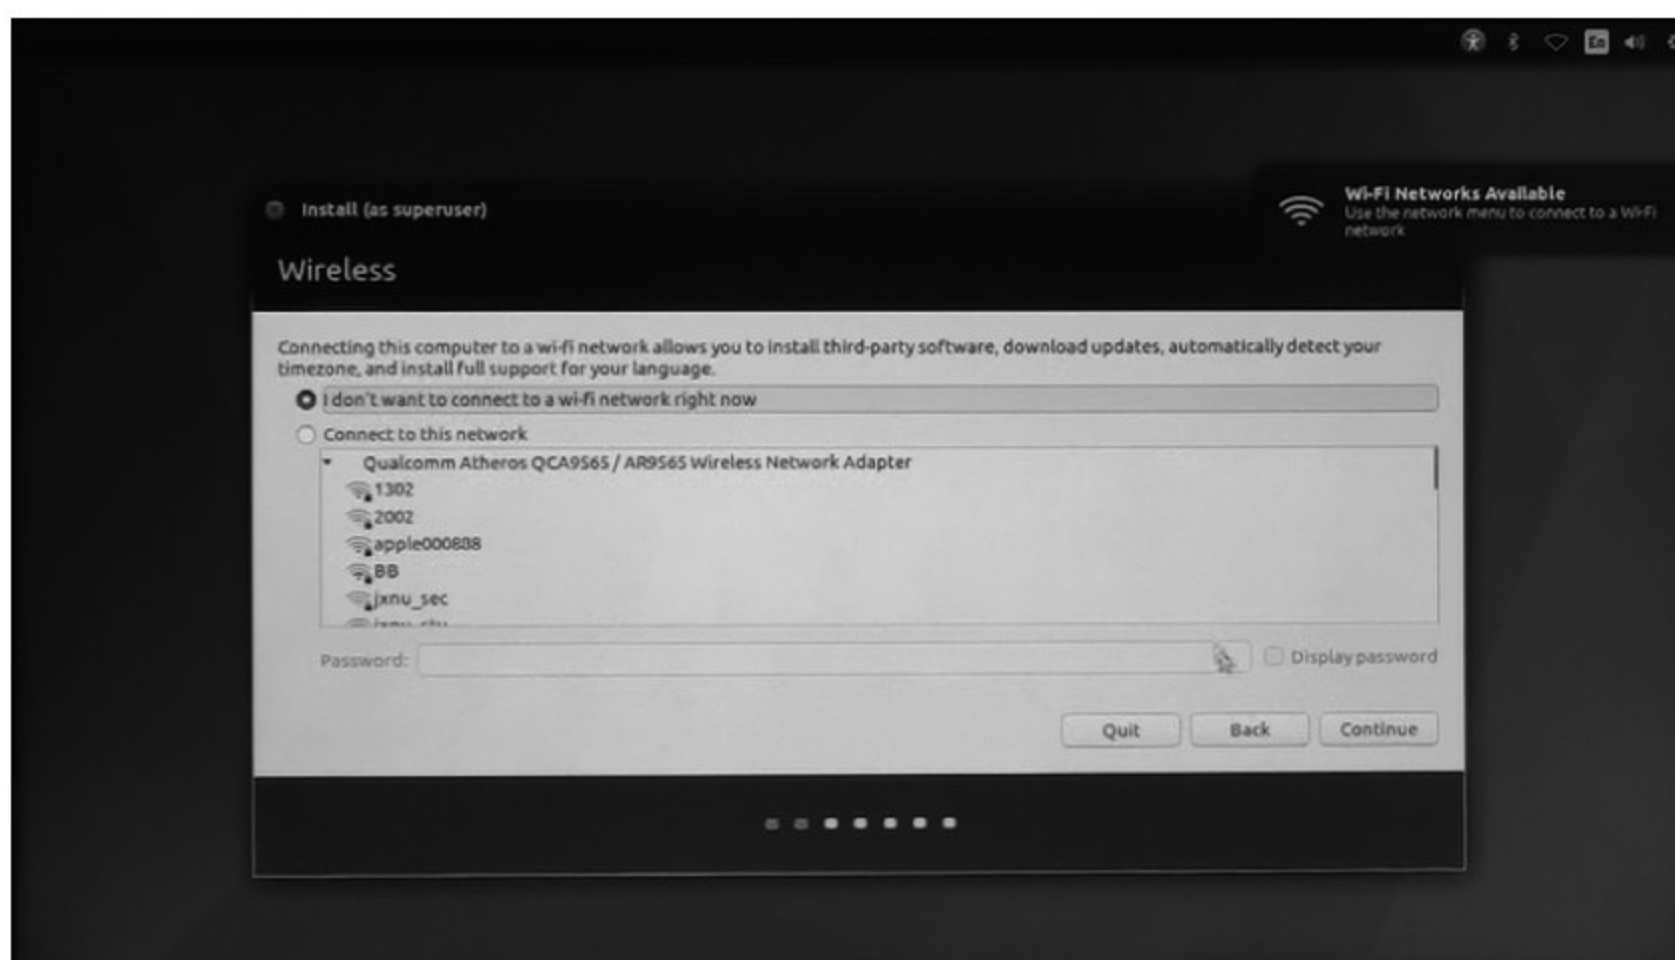 En
Wi-Fi Networks Available
Use the network menu to connect to a Wi-Fi
network
Install (as superuser)
Wireless
Connecting this computer to a wi-fi network allows you to install third-party software, download updates, automatically detect your
timezone, and install full support for your language.
I don't want to connect to a wi-fi network right now
Connect to this network
Qualcomm Atheros QCA9565 / AR9565 Wireless Network Adapter
1302
2002
apple000888
BB
jxnu_sec
jxnu_stu
Password:
Display password
Quit
Back
Continue